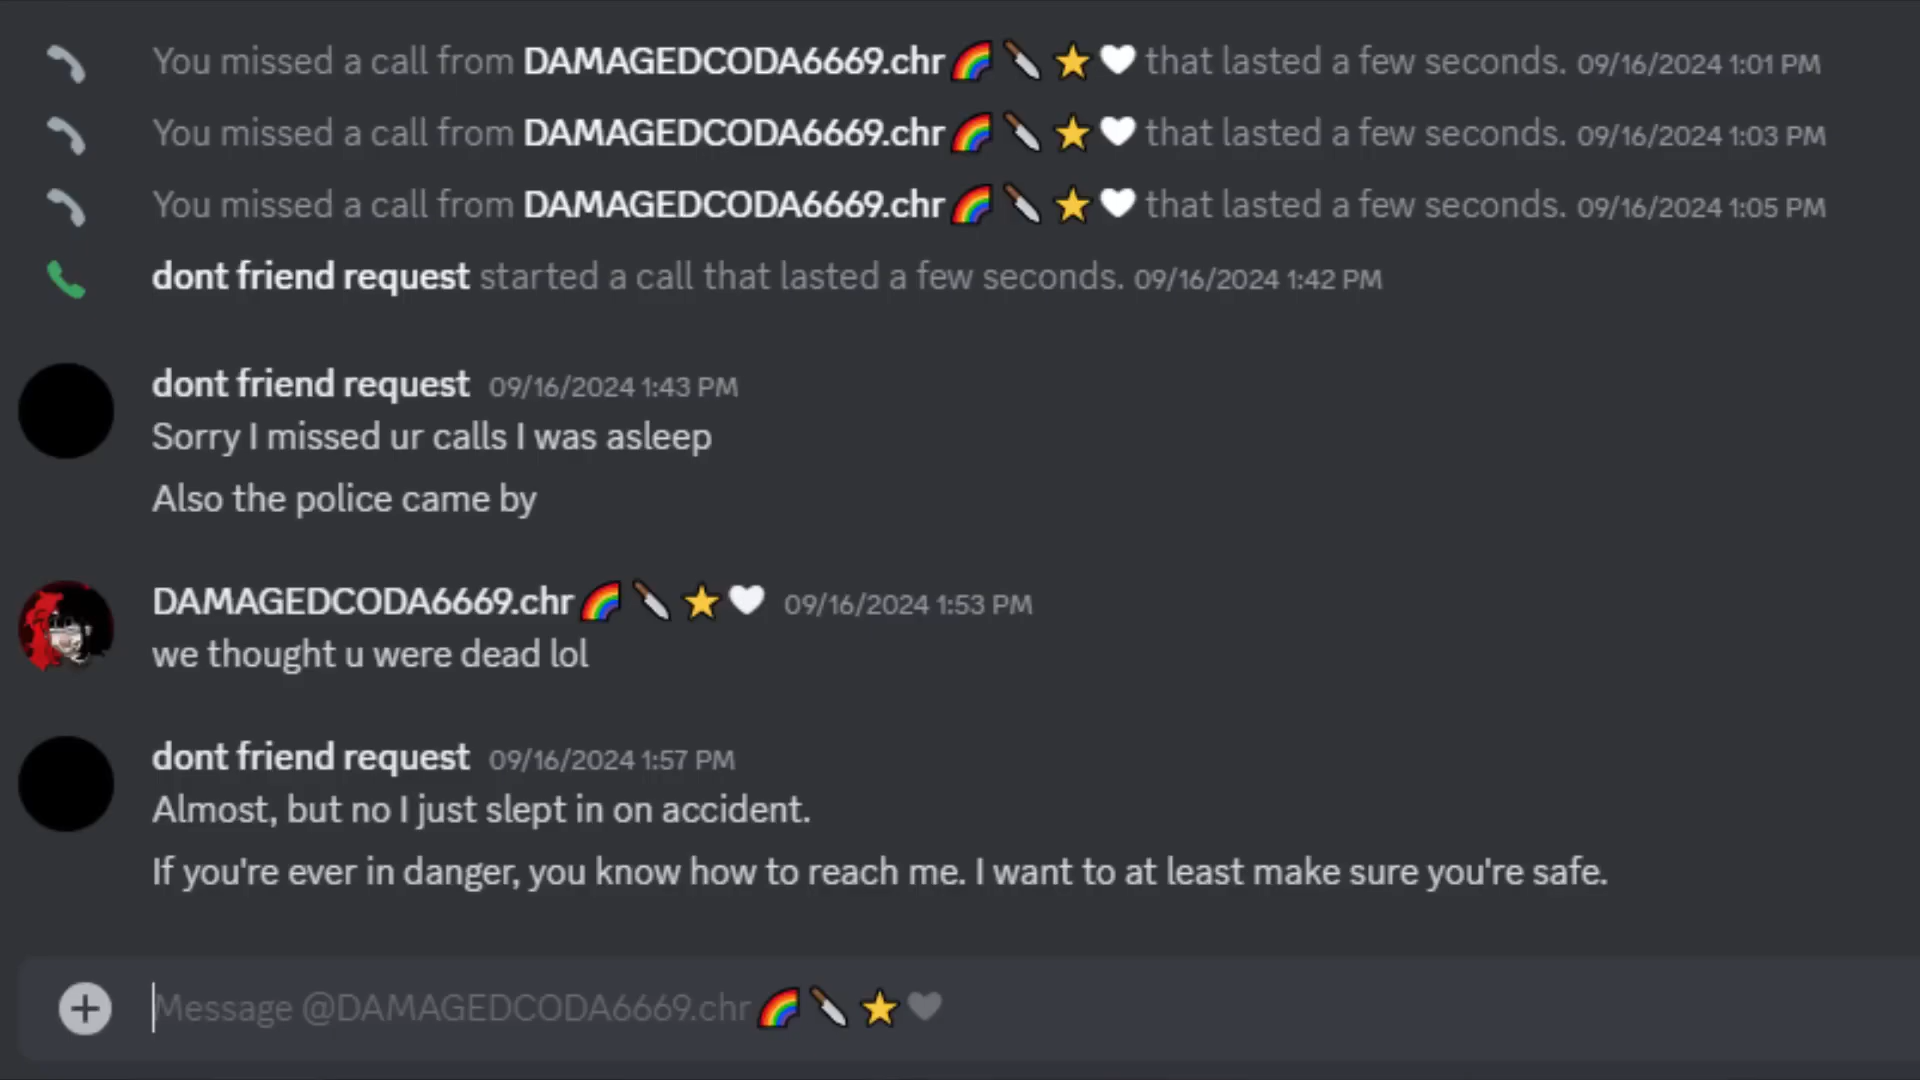 You missed a call from DAMAGEDCODA6669.chr🌈🔪⭐🤍 that lasted a few seconds. 09/16/2024 1:01 PM
You missed a call from DAMAGEDCODA6669.chr🌈🔪⭐🤍 that lasted a few seconds. 09/16/2024 1:03 PM
You missed a call from DAMAGEDCODA6669.chr🌈🔪⭐🤍 that lasted a few seconds. 09/16/2024 1:05 PM
dont friend request started a call that lasted a few seconds. 09/16/2024 1:42 PM
dont friend request 09/16/2024 1:43 PM
Sorry I missed ur calls I was asleep
Also the police came by
DAMAGEDCODA6669.chr🌈🔪⭐🤍 09/16/2024 1:53 PM
we thought u were dead lol
dont friend request 09/16/2024 1:57 PM
Almost, but no I just slept in on accident.
If you're ever in danger, you know how to reach me. I want to at least make sure you're safe.
Message @DAMAGEDCODA6669.chr🌈🔪⭐🤍